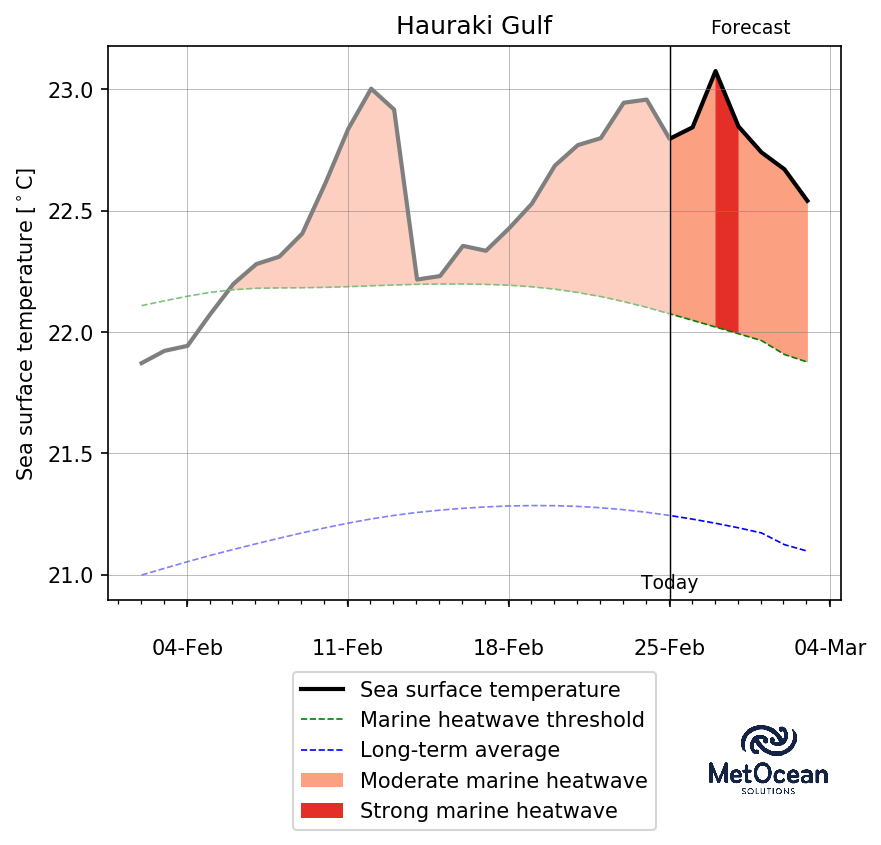 Hauraki Gulf
Forecast
Sea surface temperature [°C]
23.0
22.5
22.0
21.5
21.0
Today
04-Feb
11-Feb
18-Feb
25-Feb
04-Mar
Sea surface temperature
Marine heatwave threshold
Long-term average
Moderate marine heatwave
Strong marine heatwave
MetOcean
SOLUTIONS